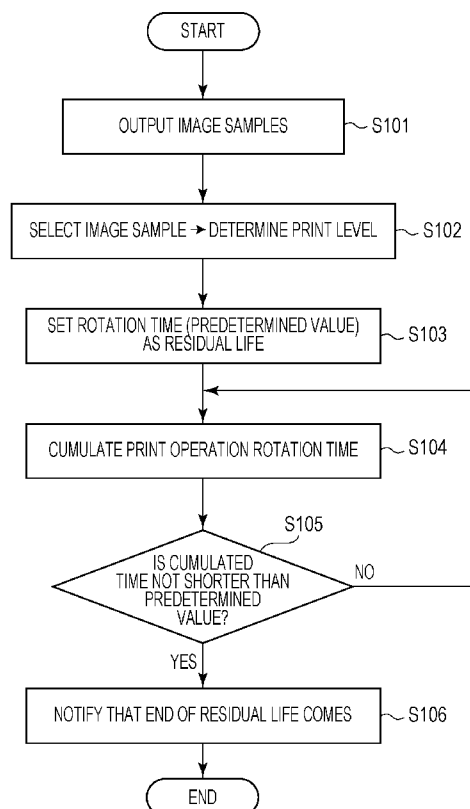 START
OUTPUT IMAGE SAMPLES
S101
SELECT IMAGE SAMPLE → DETERMINE PRINT LEVEL
S102
SET ROTATION TIME (PREDETERMINED VALUE)
AS RESIDUAL LIFE
S103
CUMULATE PRINT OPERATION ROTATION TIME
S104
S105
IS CUMULATED
TIME NOT SHORTER THAN
PREDETERMINED
VALUE?
NO
YES
NOTIFY THAT END OF RESIDUAL LIFE COMES
S106
END